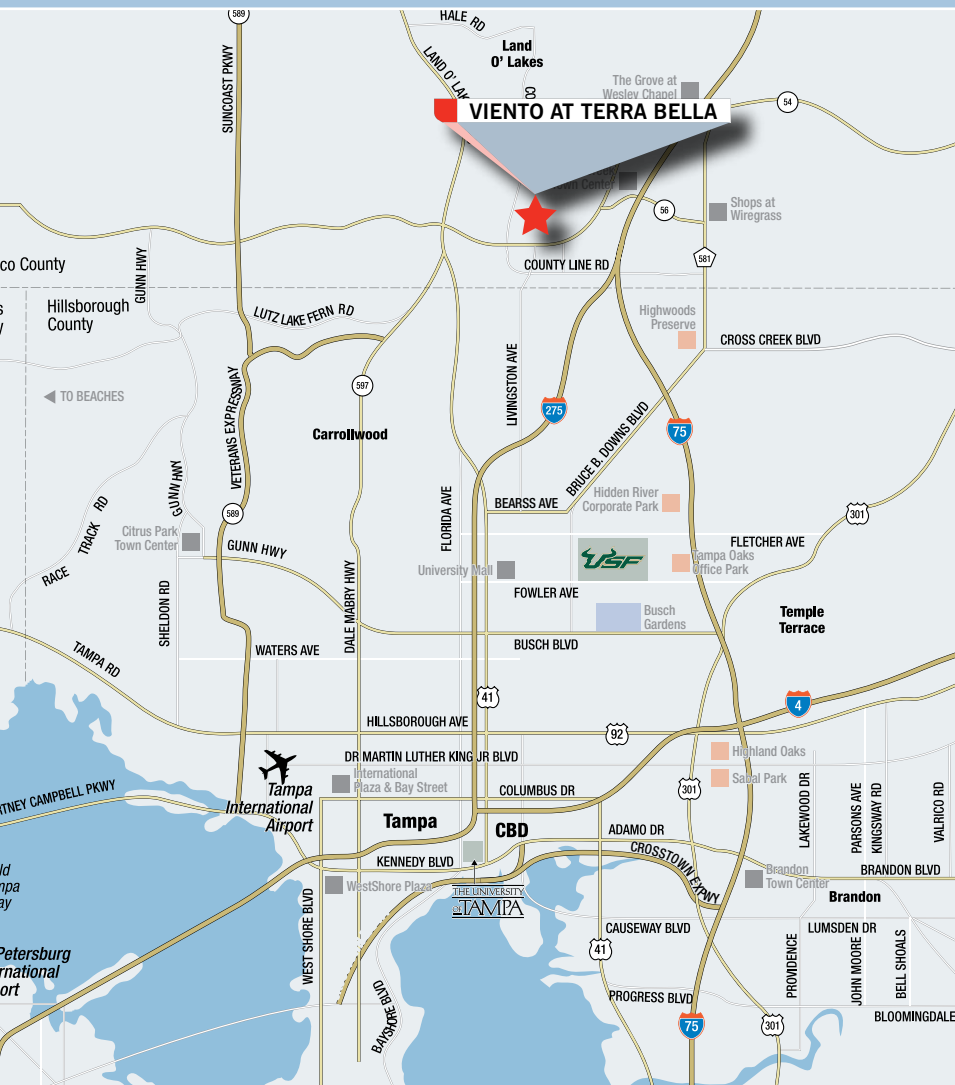 589
HALE RD
Land
O' Lakes
SUNCOAST PKWY
LAND O' LAK
CO
The Grove at
Wesley Chapel
54
VIENTO AT TERRA BELLA
Town Center
56
Shops at
Wiregrass
581
co County
GUNN HWY
COUNTY LINE RD
Hillsborough
County
LUTZ LAKE FERN RD
Highwoods
Preserve
CROSS CREEK BLVD
TO BEACHES
VETERANS EXPRESSWAY
597
LIVINGSTON AVE
275
BRUCE B. DOWNS BLVD
75
Carrollwood
GUNN HWY
FLORIDA AVE
BEARSS AVE
Hidden River
Corporate Park
301
589
RACE TRACK RD
Citrus Park
Town Center
GUNN HWY
FLETCHER AVE
USF
Tampa Oaks
Office Park
University Mall
FOWLER AVE
SHELDON RD
DALE MABRY HWY
Busch
Gardens
Temple
Terrace
TAMPA RD
WATERS AVE
BUSCH BLVD
41
4
HILLSBOROUGH AVE
92
DR MARTIN LUTHER KING JR BLVD
Highland Oaks
International
Plaza & Bay Street
Sabal Park
RTNEY CAMPBELL PKWY
Tampa
International
Airport
COLUMBUS DR
301
LAKEWOOD DR
PARSONS AVE
KINGSWAY RD
VALRICO RD
Tampa
CBD
ADAMO DR
CROSSTOWN EXPWY
KENNEDY BLVD
BRANDON BLVD
ld
mpa
ay
WestShore Plaza
THE UNIVERSITY
OF TAMPA
Brandon
Town Center
Brandon
WEST SHORE BLVD
CAUSEWAY BLVD
LUMSDEN DR
41
Petersburg
rnational
ort
PROVIDENCE
JOHN MOORE
BELL SHOALS
BAYSHORE BLVD
PROGRESS BLVD
75
301
BLOOMINGDALE